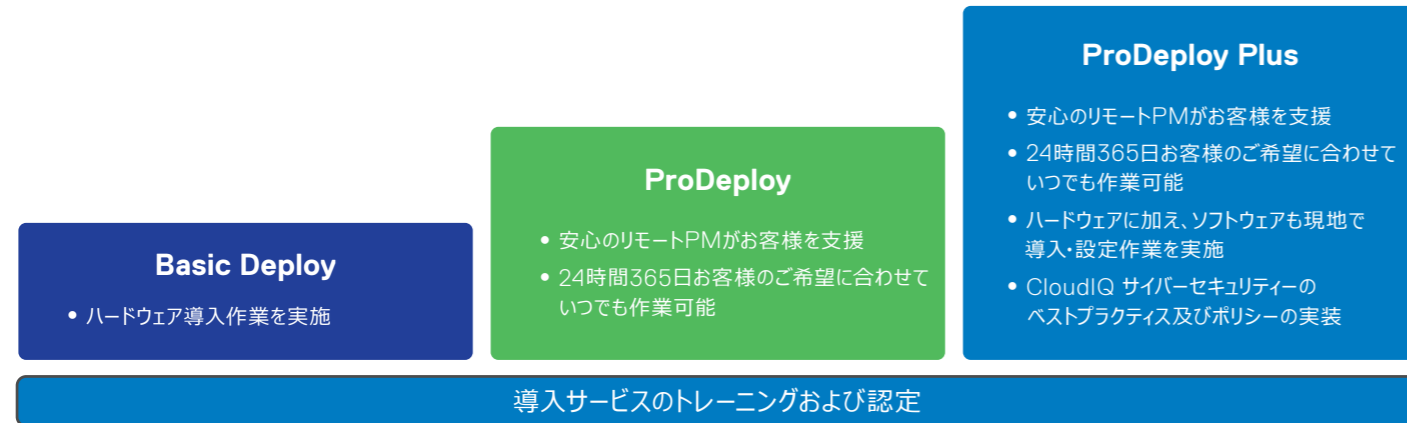 Basic Deploy
• ハードウェア導入作業を実施
ProDeploy
• 安心のリモートPMがお客様を支援
• 24時間365日お客様のご希望に合わせて
いつでも作業可能
ProDeploy Plus
• 安心のリモートPMがお客様を支援
• 24時間365日お客様のご希望に合わせて
いつでも作業可能
• ハードウェアに加え、ソフトウェアも現地で
導入・設定作業を実施
• CloudIQ サイバーセキュリティーの
ベストプラクティス及びポリシーの実装
導入サービスのトレーニングおよび認定